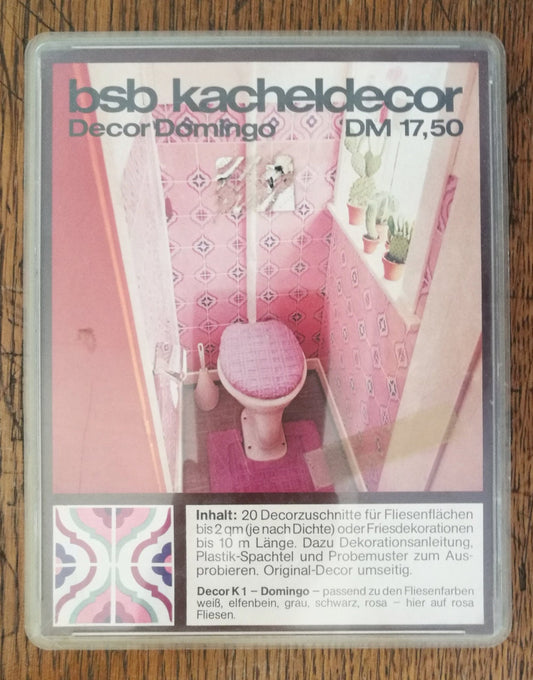 bsb kacheldecor
Decor Domingo DM 17,50
Inhalt: 20 Decorzuschnitte für Fliesenflächen
bis 2 qm (je nach Dichte) oder Friesdekorationen
bis 10 m Länge. Dazu Dekorationsanleitung,
Plastik-Spachtel und Probemuster zum Aus-
probieren. Original-Decor umseitig.
Decor K 1 – Domingo – passend zu den Fliesenfarben
weiß, elfenbein, grau, schwarz, rosa – hier auf rosa
Fliesen.